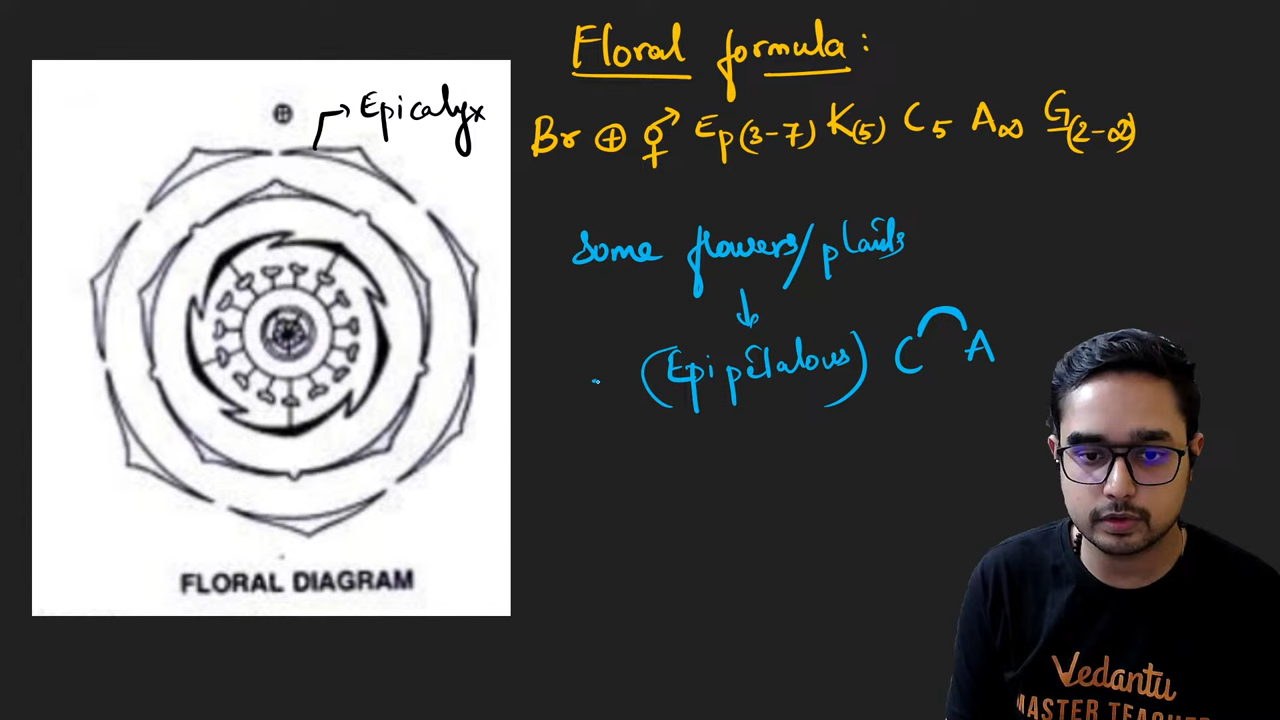 Floral formula:
Epicalyx
Br ⊕ ⚥ Ep(3-7) K(5) C5 A∞ G(2-∞)
Some flowers/plants
↓
(Epipetalous) C A
FLORAL DIAGRAM
Vedantu
MASTER TEACHER